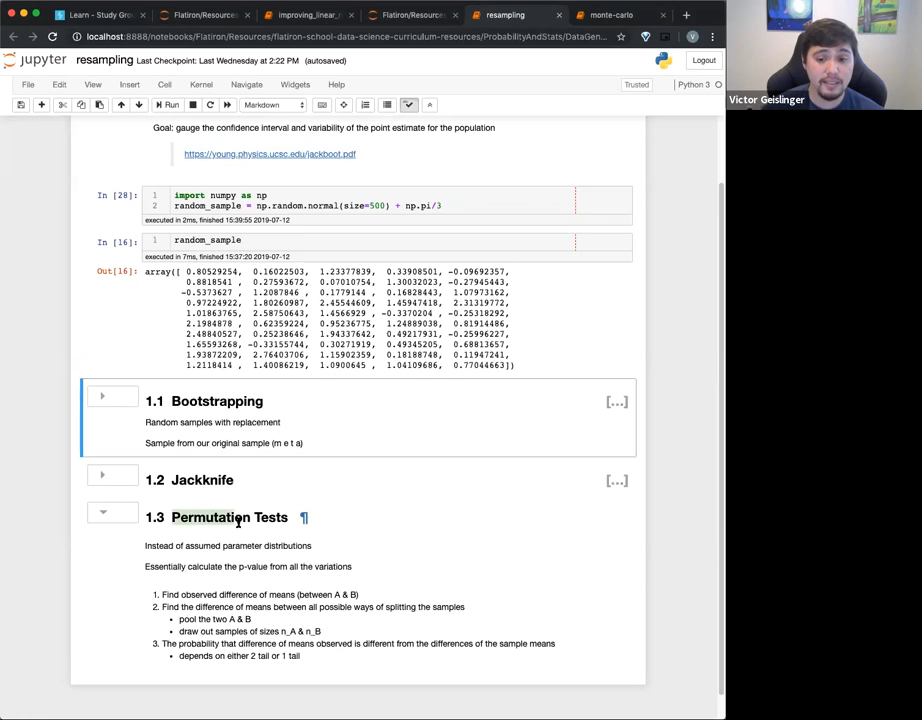 Learn - Study Gro
Flatiron/Resources
improving_linear_r
Flatiron/Resources
resampling
monte-carlo
localhost:8888/notebooks/Flatiron/Resources/flatiron-school-data-science-curriculum-resources/ProbabilityAndStats/DataGen...
jupyter resampling Last Checkpoint: Last Wednesday at 2:22 PM (autosaved)
Logout
File Edit View Insert Cell Kernel Navigate Widgets Help
Trusted
Python 3
Run
Markdown
Victor Geislinger
Goal: gauge the confidence interval and variability of the point estimate for the population
https://young.physics.ucsc.edu/jackboot.pdf
In [28]:
1 import numpy as np
2 random_sample = np.random.normal(size=500) + np.pi/3
executed in 2ms, finished 15:39:55 2019-07-12
In [16]:
1 random_sample
executed in 7ms, finished 15:37:20 2019-07-12
Out[16]: array([ 0.80529254, 0.16022503, 1.23377839, 0.33908501, -0.09692357,
0.8818541 , 0.27593672, 0.07010754, 1.30032023, -0.27945443,
-0.5373627 , 1.2087846 , 0.1779144 , 0.16828443, 1.07973162,
0.97224922, 1.80260987, 2.45544609, 1.45947418, 2.31319772,
1.01863765, 2.58750643, 1.4566929 , -0.3370204 , -0.25318292,
2.1984878 , 0.62359224, 0.95236775, 1.24889038, 0.81914486,
2.48840527, 0.25238646, 1.94337642, 0.49217931, -0.25996227,
1.65593268, -0.33155744, 0.30271919, 0.49345205, 0.68813657,
1.93872209, 2.76403706, 1.15902359, 0.18188748, 0.11947241,
1.2118414 , 1.40086219, 1.0900645 , 1.04109686, 0.77044663])
1.1 Bootstrapping
[...]
Random samples with replacement
Sample from our original sample (m e t a)
1.2 Jackknife
[...]
1.3 Permutation Tests ¶
Instead of assumed parameter distributions
Essentially calculate the p-value from all the variations
1. Find observed difference of means (between A & B)
2. Find the difference of means between all possible ways of splitting the samples
• pool the two A & B
• draw out samples of sizes n_A & n_B
3. The probability that difference of means observed is different from the differences of the sample means
• depends on either 2 tail or 1 tail